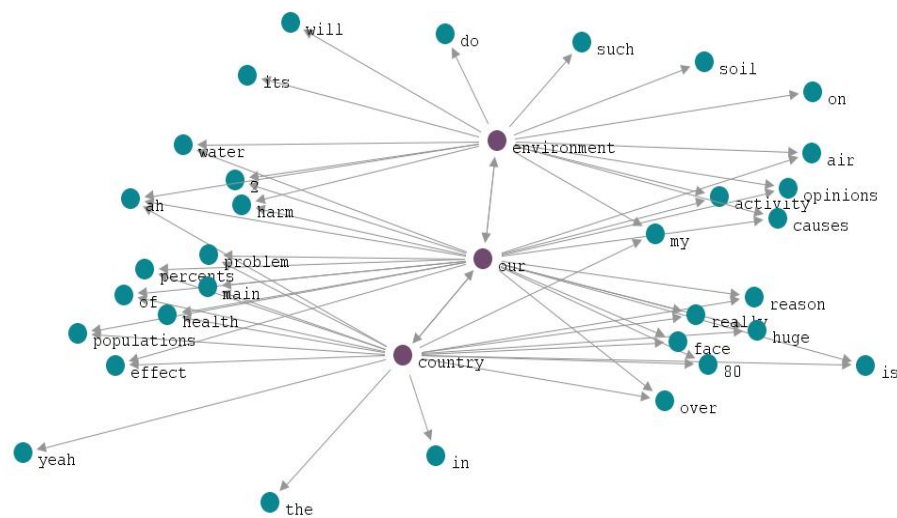 will
do
such
soil
its
on
environment
water
air
2
opinions
activity
ah
harm
causes
my
problem
our
percents
main
of
reason
health
really
huge
populations
face
country
effect
80
is
over
yeah
in
the